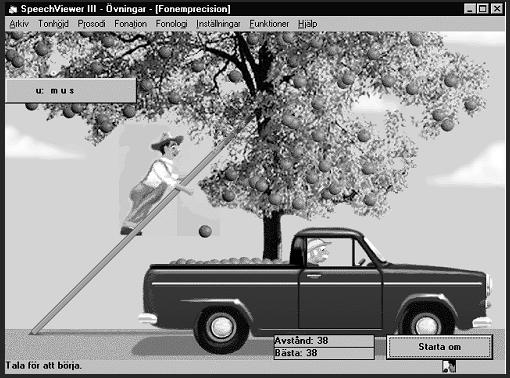 SpeechViewer III - Övningar - [Fonemprecision]
Arkiv Tonhöjd Prosodi Fonation Fonologi Inställningar Funktioner Hjälp
u: m u s
Avstånd: 38
Bästa: 38
Starta om
Tala för att börja.